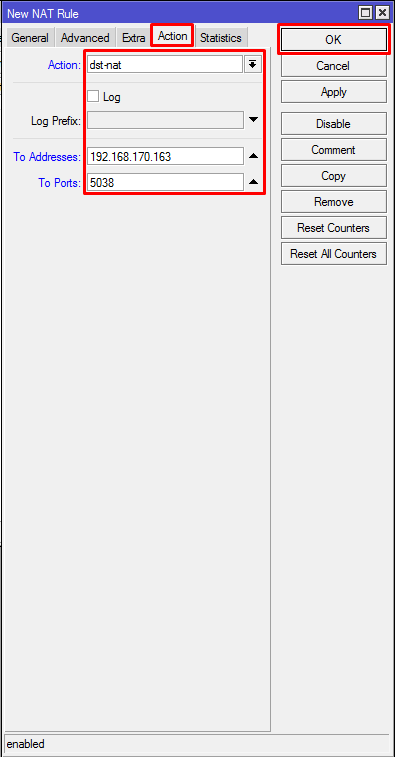 New NAT Rule
General Advanced Extra Action Statistics
Action: dst-nat
Log
Log Prefix:
To Addresses: 192.168.170.163
To Ports: 5038
OK
Cancel
Apply
Disable
Comment
Copy
Remove
Reset Counters
Reset All Counters
enabled